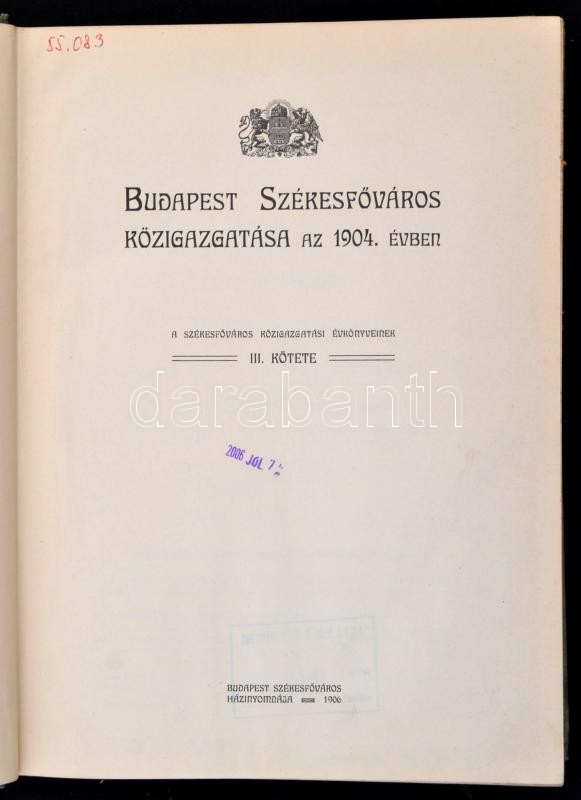 55.083
BUDAPEST SZÉKESFŐVÁROS
KÖZIGAZGATÁSA AZ 1904. ÉVBEN
A SZÉKESFŐVÁROS KÖZIGAZGATÁSI ÉVKÖNYVEINEK
III. KÖTETE
darabanth
2006 JÚL 7
BUDAPEST SZÉKESFŐVÁROS
HÁZINYOMDÁJA 1906